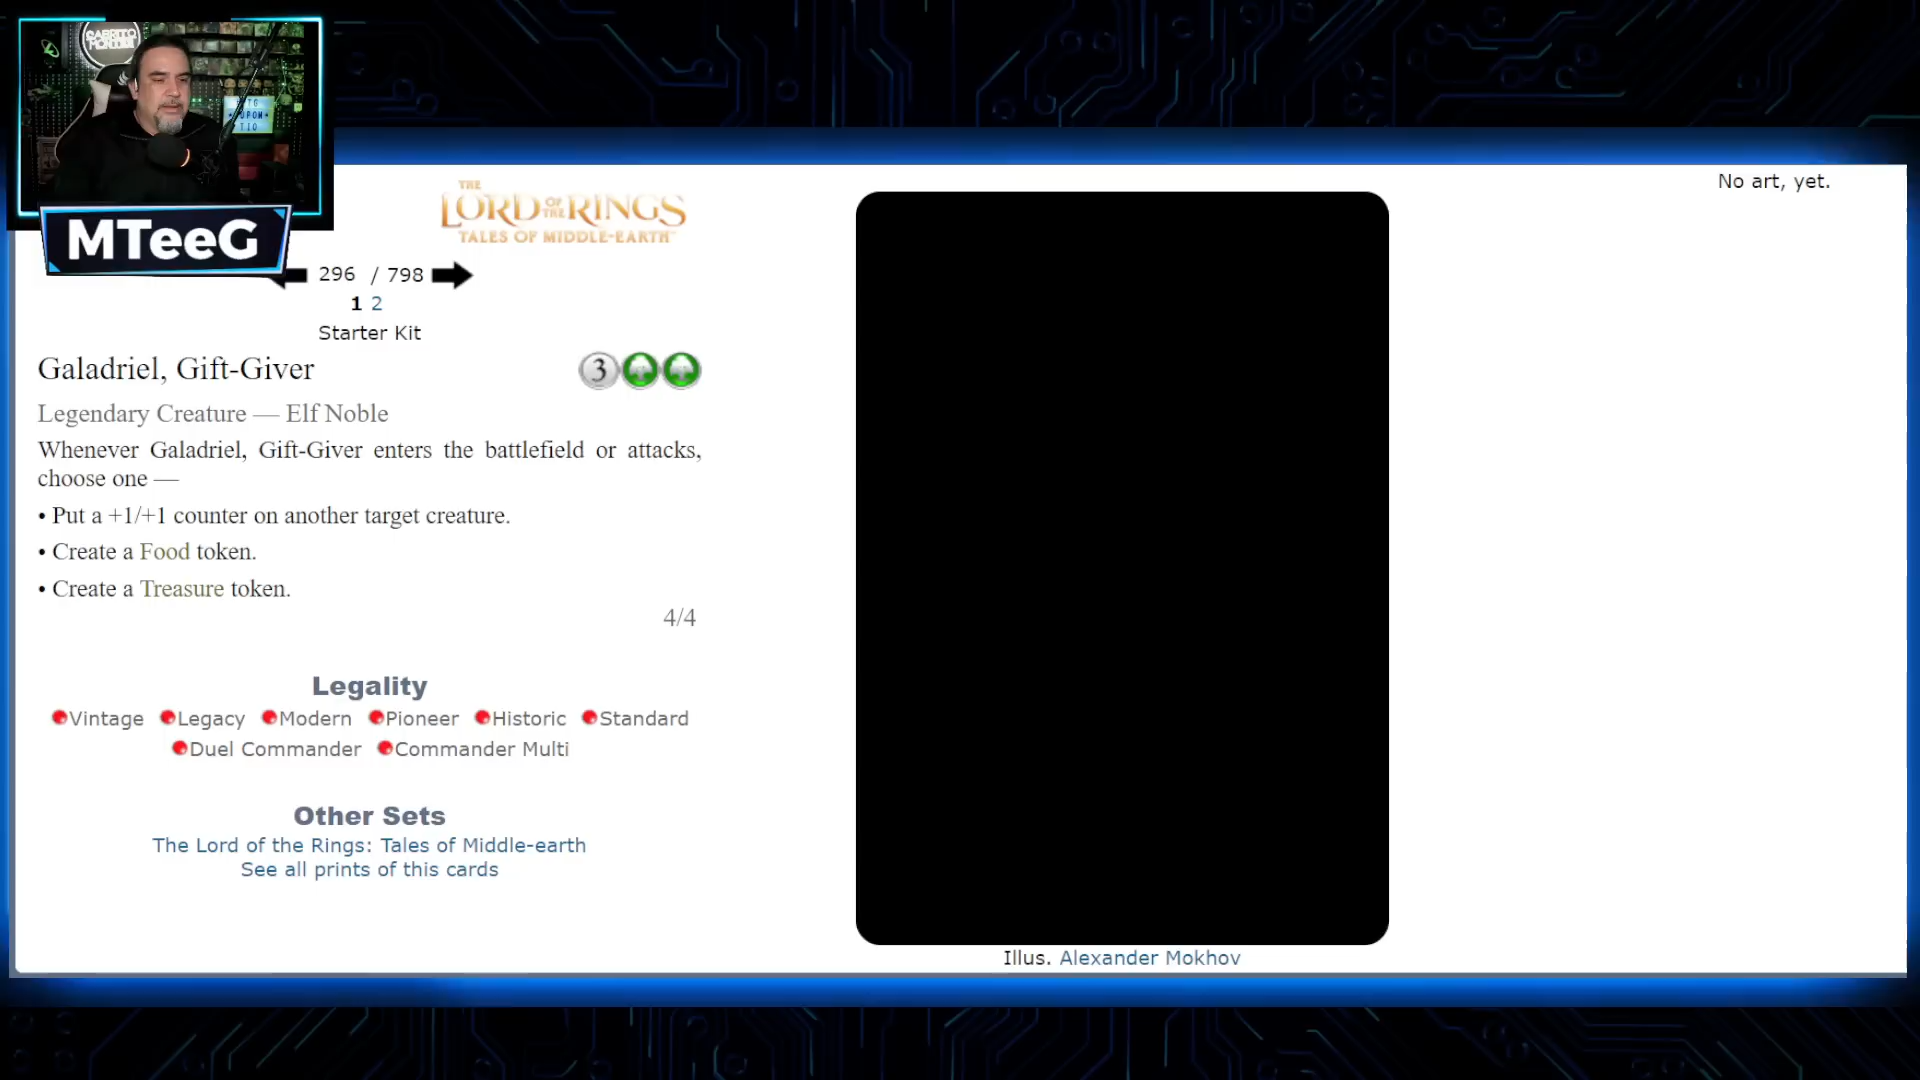 CABRITO
MONTES
MTG
TIO
MTeeG
THE
LORD OF THE RINGS
TALES OF MIDDLE-EARTH
No art, yet.
296 / 798
1 2
Starter Kit
Galadriel, Gift-Giver 3
Legendary Creature — Elf Noble
Whenever Galadriel, Gift-Giver enters the battlefield or attacks,
choose one —
• Put a +1/+1 counter on another target creature.
• Create a Food token.
• Create a Treasure token.
4/4
Legality
Vintage Legacy Modern Pioneer Historic Standard
Duel Commander Commander Multi
Other Sets
The Lord of the Rings: Tales of Middle-earth
See all prints of this cards
Illus. Alexander Mokhov